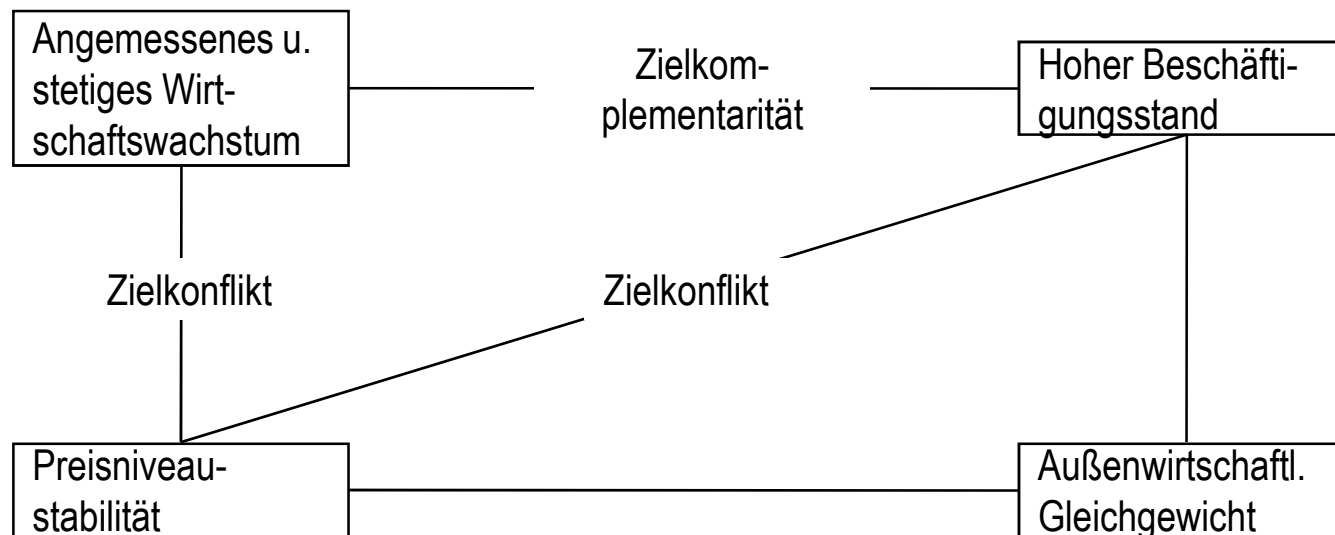 Angemessenes u.
stetiges Wirt-
schaftswachstum
Zielkom-
plementarität
Hoher Beschäfti-
gungsstand
Zielkonflikt
Zielkonflikt
Preisniveau-
stabilität
Außenwirtschaftl.
Gleichgewicht